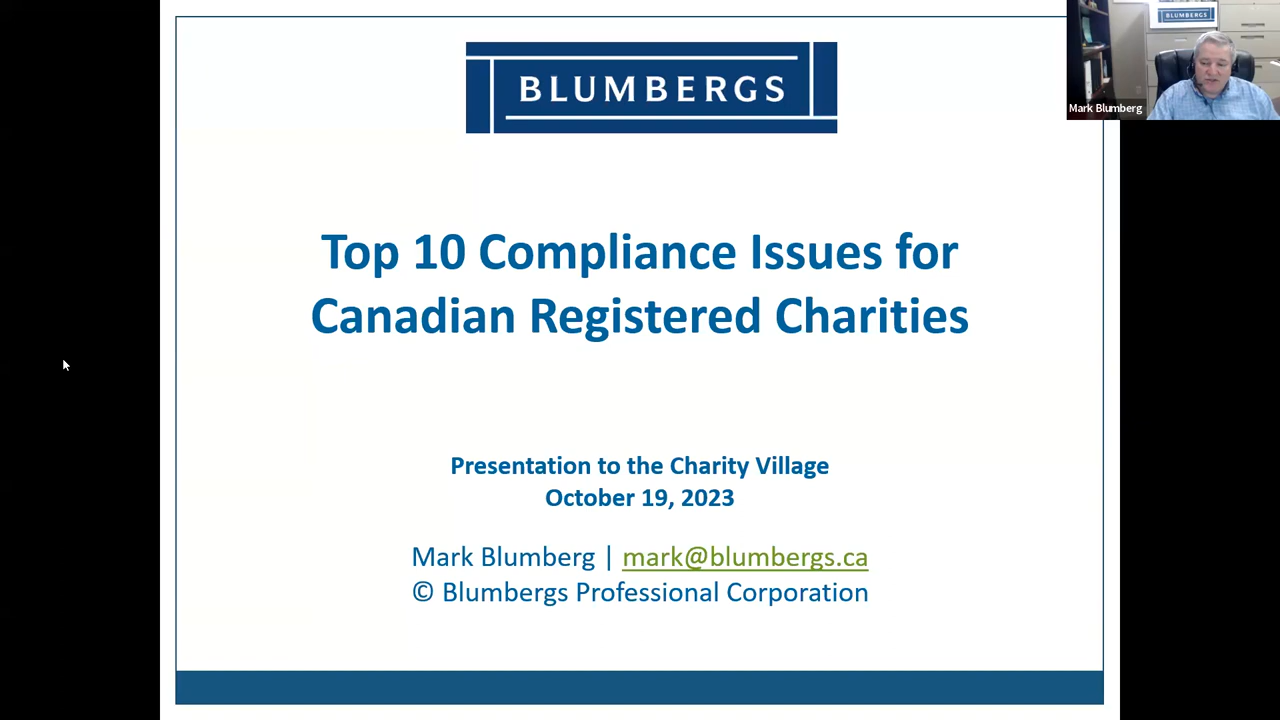 BLUMBERGS
BLUMBERGS
Mark Blumberg
Top 10 Compliance Issues for
Canadian Registered Charities
Presentation to the Charity Village
October 19, 2023
Mark Blumberg | mark@blumbergs.ca
© Blumbergs Professional Corporation